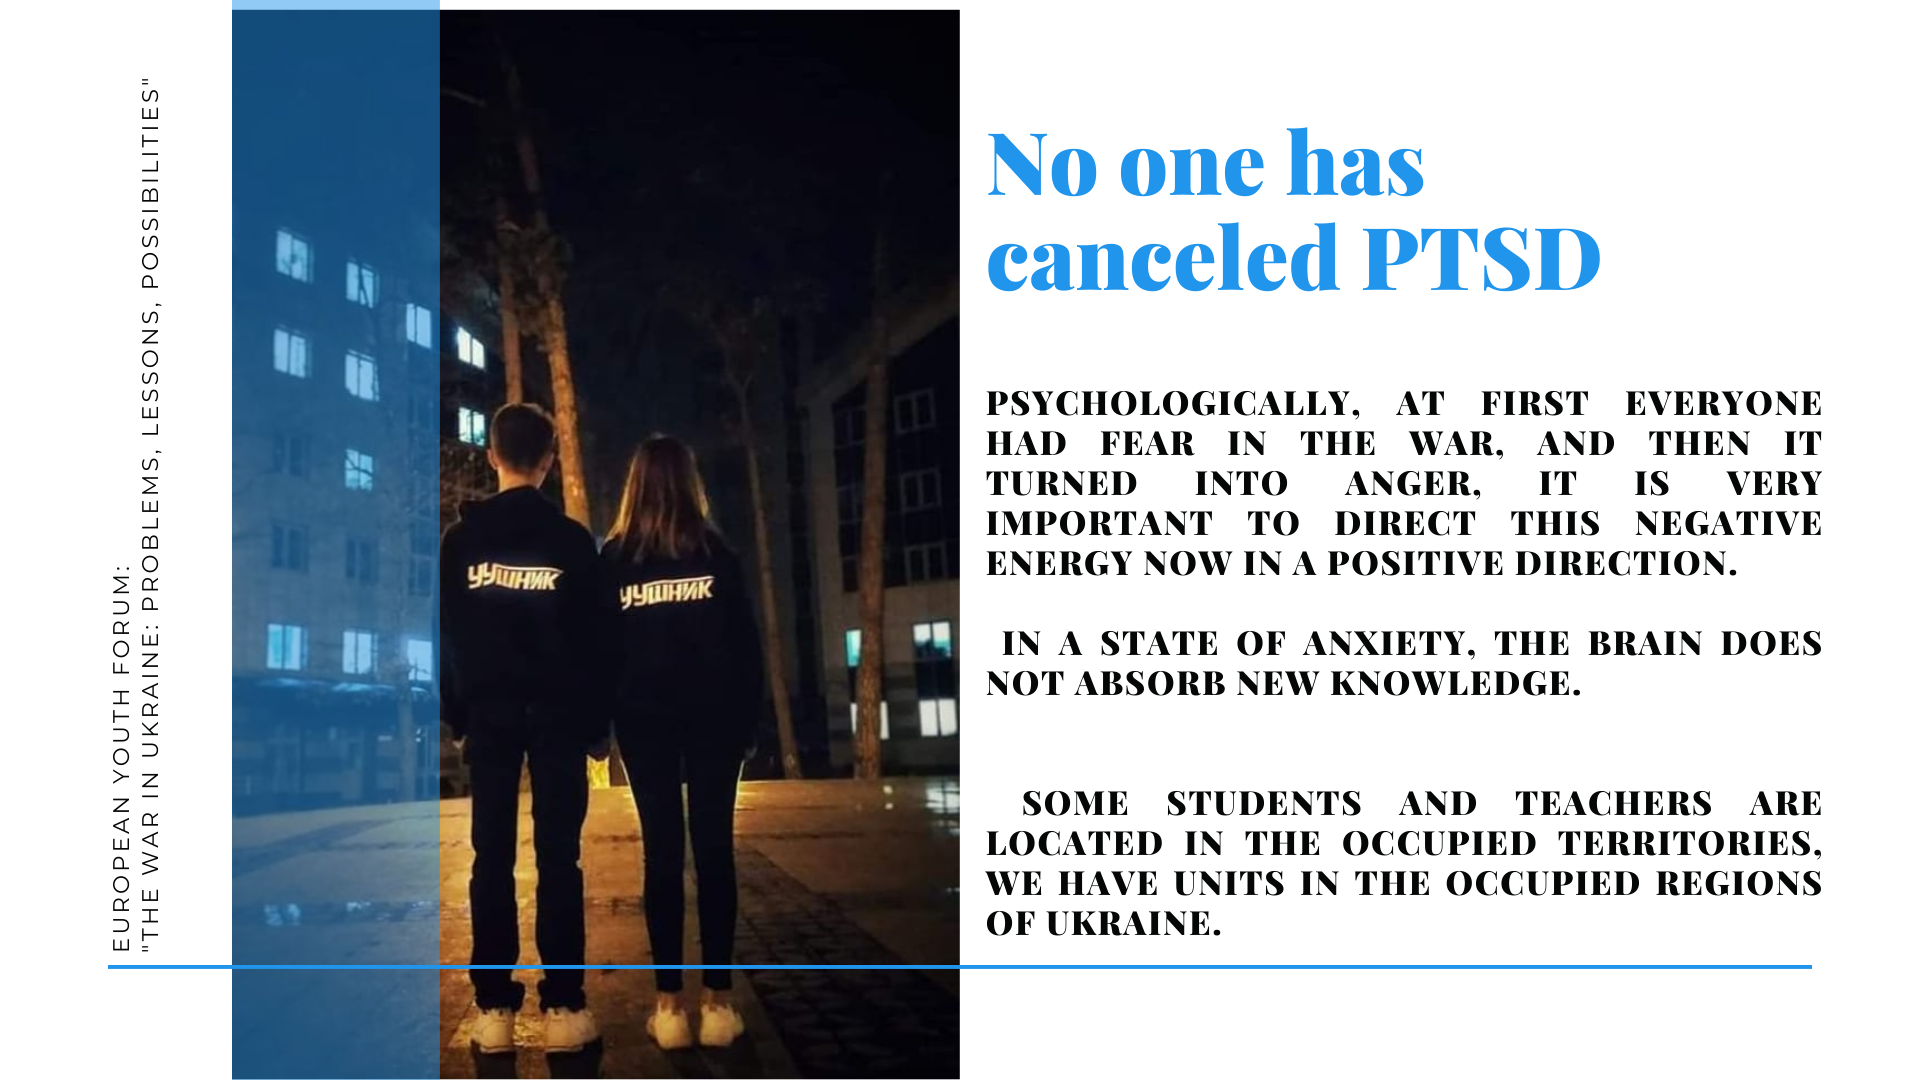 EUROPEAN YOUTH FORUM:
"THE WAR IN UKRAINE: PROBLEMS, LESSONS, POSSIBILITIES"
No one has
canceled PTSD
PSYCHOLOGICALLY, AT FIRST EVERYONE
HAD FEAR IN THE WAR, AND THEN IT
TURNED INTO ANGER, IT IS VERY
IMPORTANT TO DIRECT THIS NEGATIVE
ENERGY NOW IN A POSITIVE DIRECTION.
IN A STATE OF ANXIETY, THE BRAIN DOES
NOT ABSORB NEW KNOWLEDGE.
SOME STUDENTS AND TEACHERS ARE
LOCATED IN THE OCCUPIED TERRITORIES,
WE HAVE UNITS IN THE OCCUPIED REGIONS
OF UKRAINE.
УУШНИК
УУШНИК